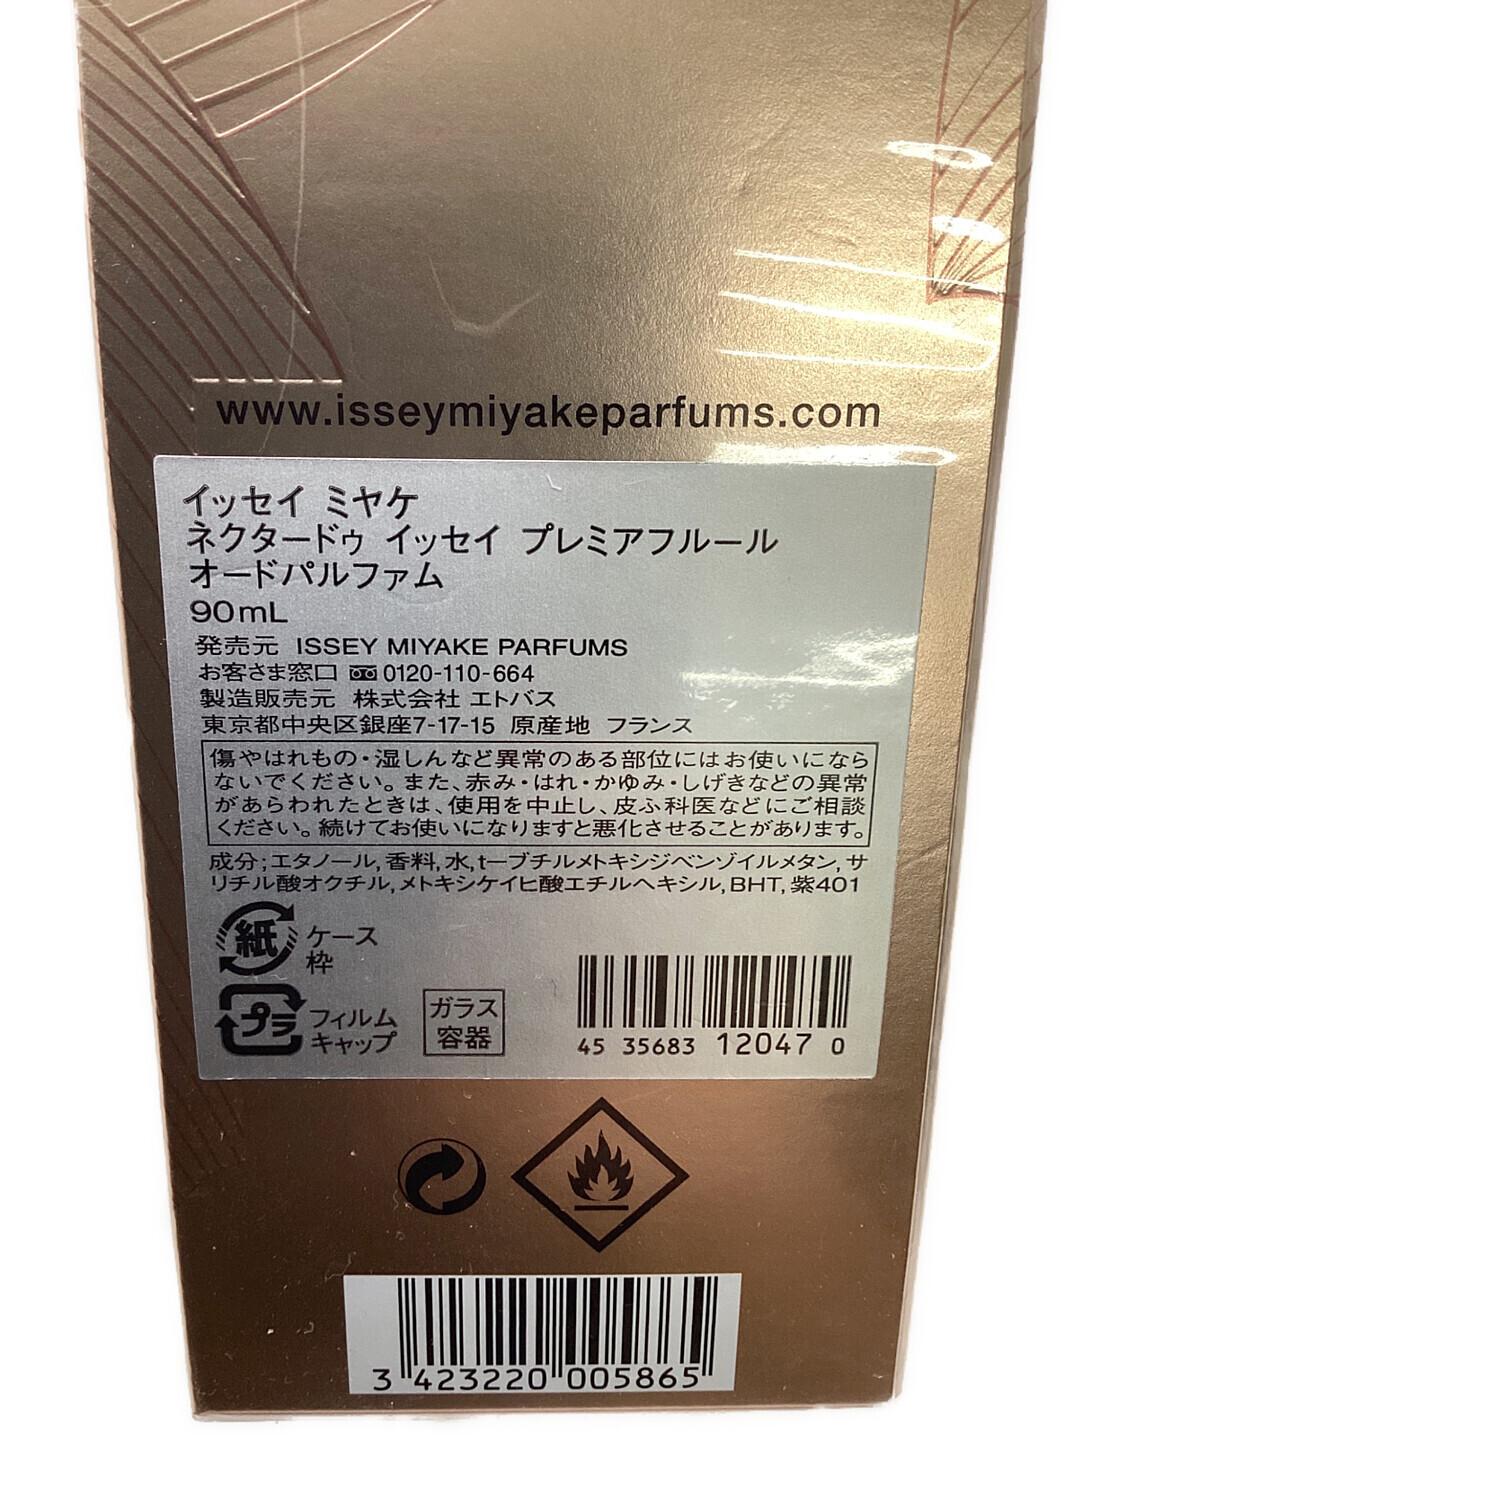 www.isseymiyakeparfums.com
イッセイ ミヤケ
ネクタードゥ イッセイ プレミアフルール
オードパルファム
90mL
発売元 ISSEY MIYAKE PARFUMS
お客さま窓口 0120-110-664
製造販売元 株式会社 エトバス
東京都中央区銀座7-17-15 原産地 フランス
傷やはれもの・湿しんなど異常のある部位にはお使いになら
ないでください。また、赤み・はれ・かゆみ・しげきなどの異常
があらわれたときは、使用を中止し、皮ふ科医などにご相談
ください。続けてお使いになりますと悪化させることがあります。
成分;エタノール,香料,水,t-ブチルメトキシジベンゾイルメタン,サ
リチル酸オクチル,メトキシケイヒ酸エチルヘキシル,BHT,紫401
紙 ケース
枠
プラ フィルム
キャップ
ガラス
容器
45 35683 12047 0
3 423220 005865